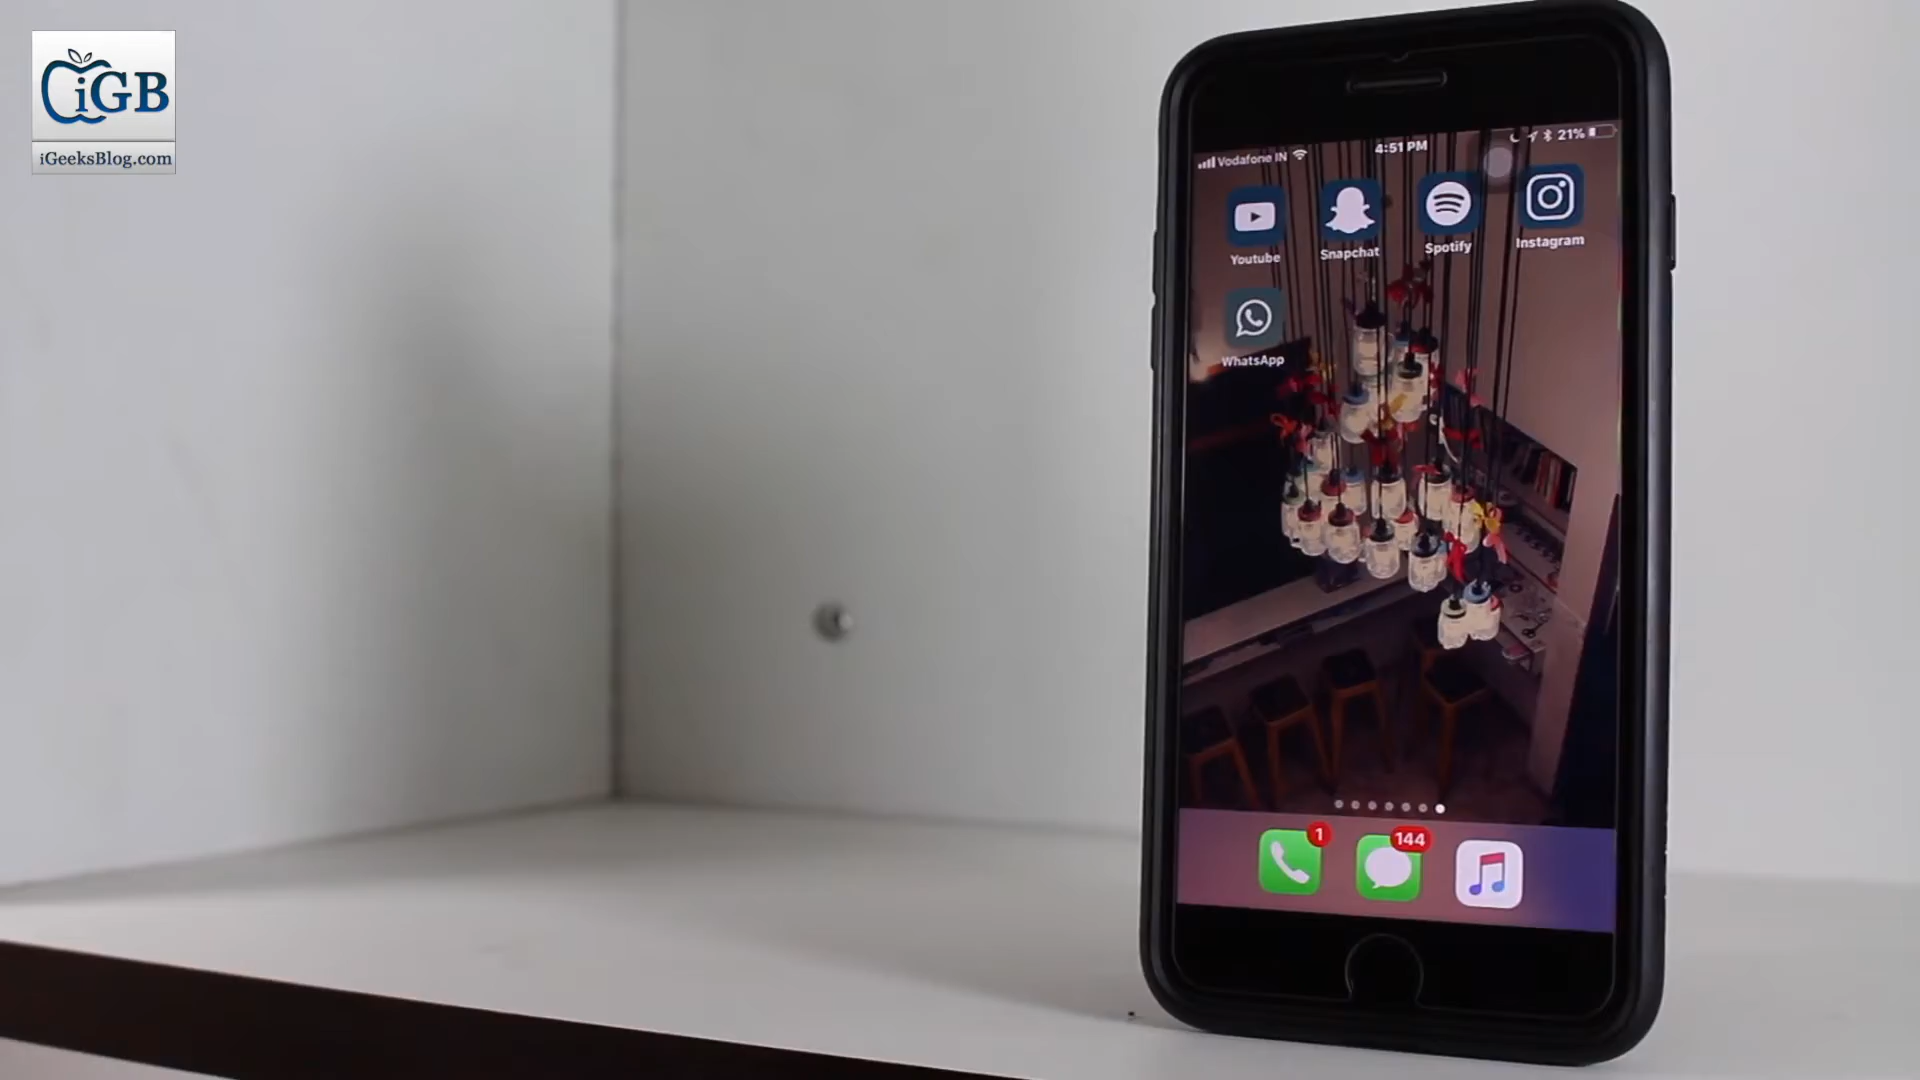 iGB
iGeeksBlog.com
Vodafone IN
4:51 PM
21%
Youtube
Snapchat
Spotify
Instagram
WhatsApp
1
144